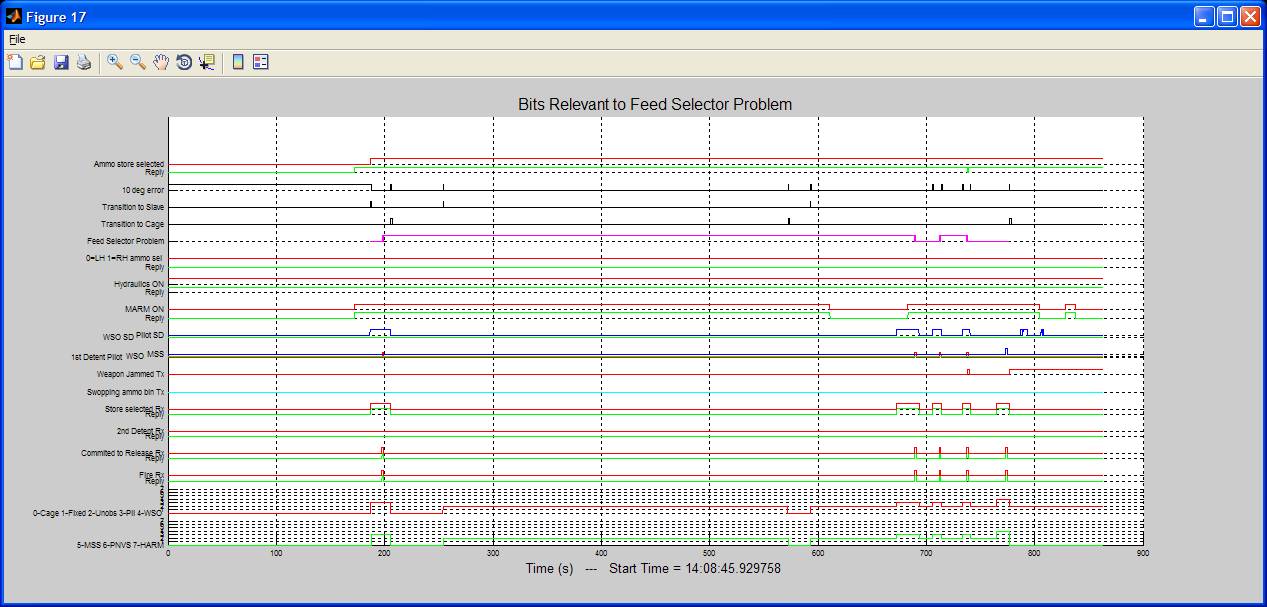 Figure 17
File
Bits Relevant to Feed Selector Problem
Ammo store selected
Reply
10 deg error
Transition to Slave
Transition to Cage
Feed Selector Problem
0=LH 1=RH ammo sel
Reply
Hydraulics ON
Reply
MARM ON
Reply
WSO SD Pilot SD
1st Detent Pilot WSO MSS
Weapon Jammed Tx
Swopping ammo bin Tx
Store selected Rx
Reply
2nd Detent Rx
Reply
Commited to Release Rx
Reply
Fire Rx
Reply
0-Cage 1-Fixed 2-Unobs 3-Pil 4-WSO
5-MSS 6-PNVS 7-HARM
0 100 200 300 400 500 600 700 800 900
Time (s) --- Start Time = 14:08:45.929758